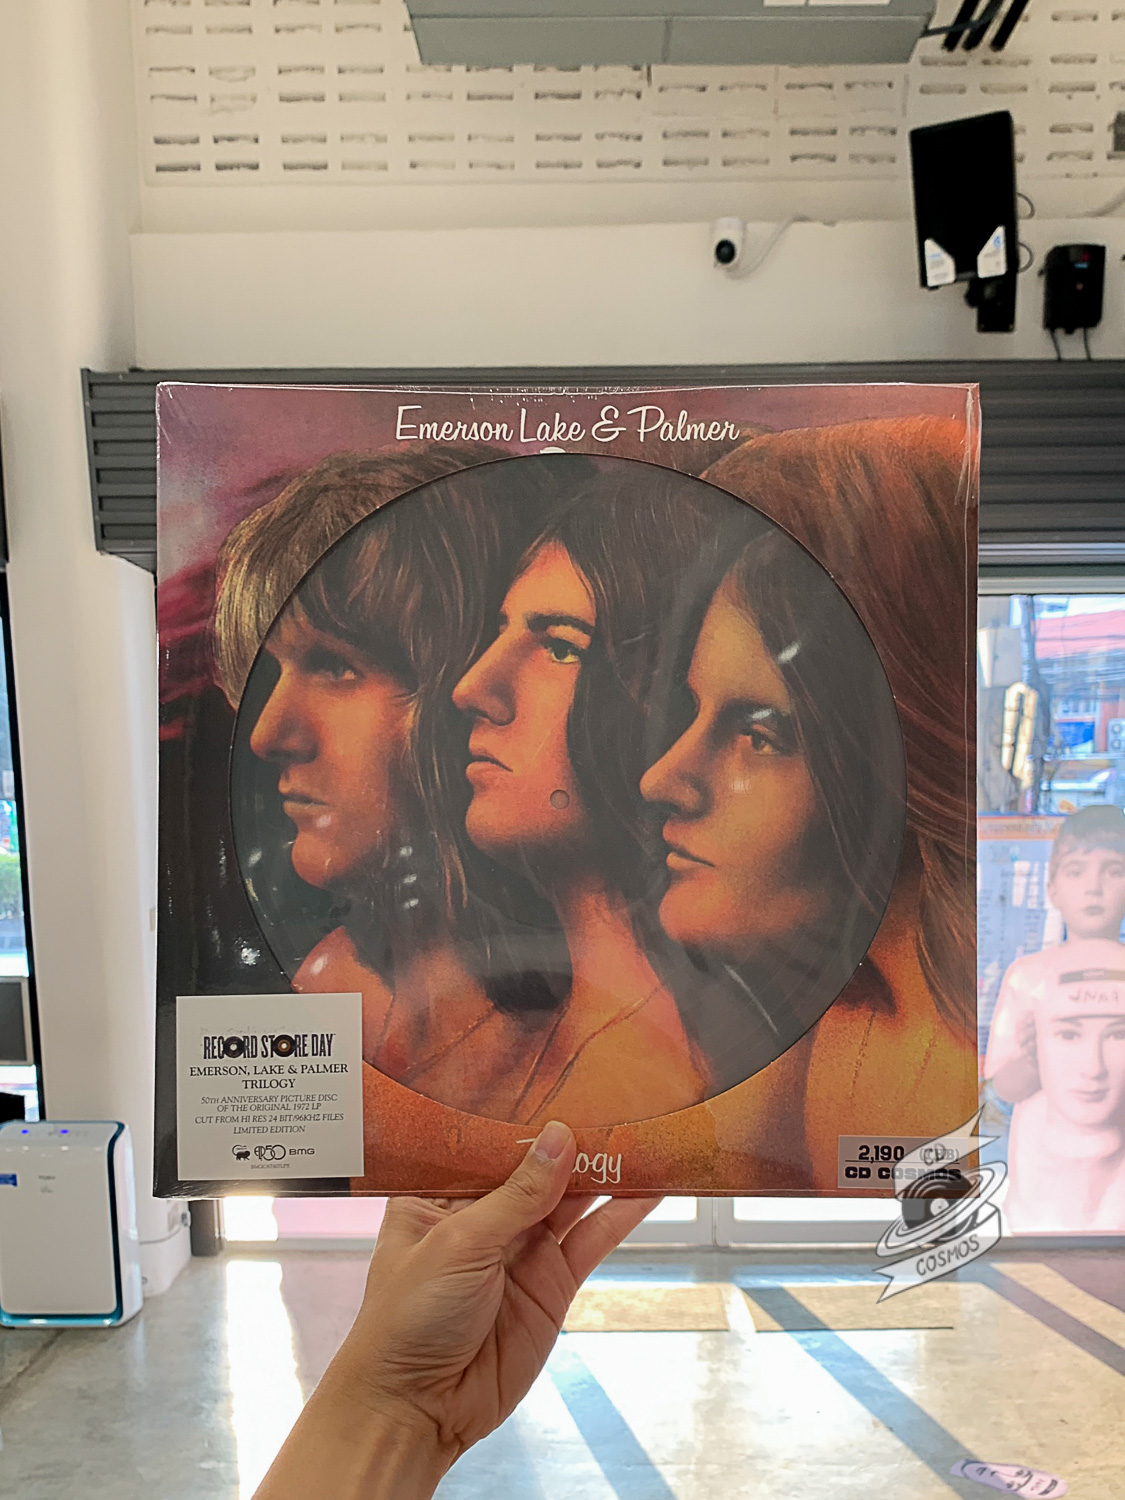 Emerson Lake & Palmer
RECORD STORE DAY
EMERSON, LAKE & PALMER
TRILOGY
50TH ANNIVERSARY PICTURE DISC
OF THE ORIGINAL 1972 LP
CUT FROM HI RES 24 BIT/96KHZ FILES
LIMITED EDITION
BMG
logy
2,190
CD COSMOS
COSMOS